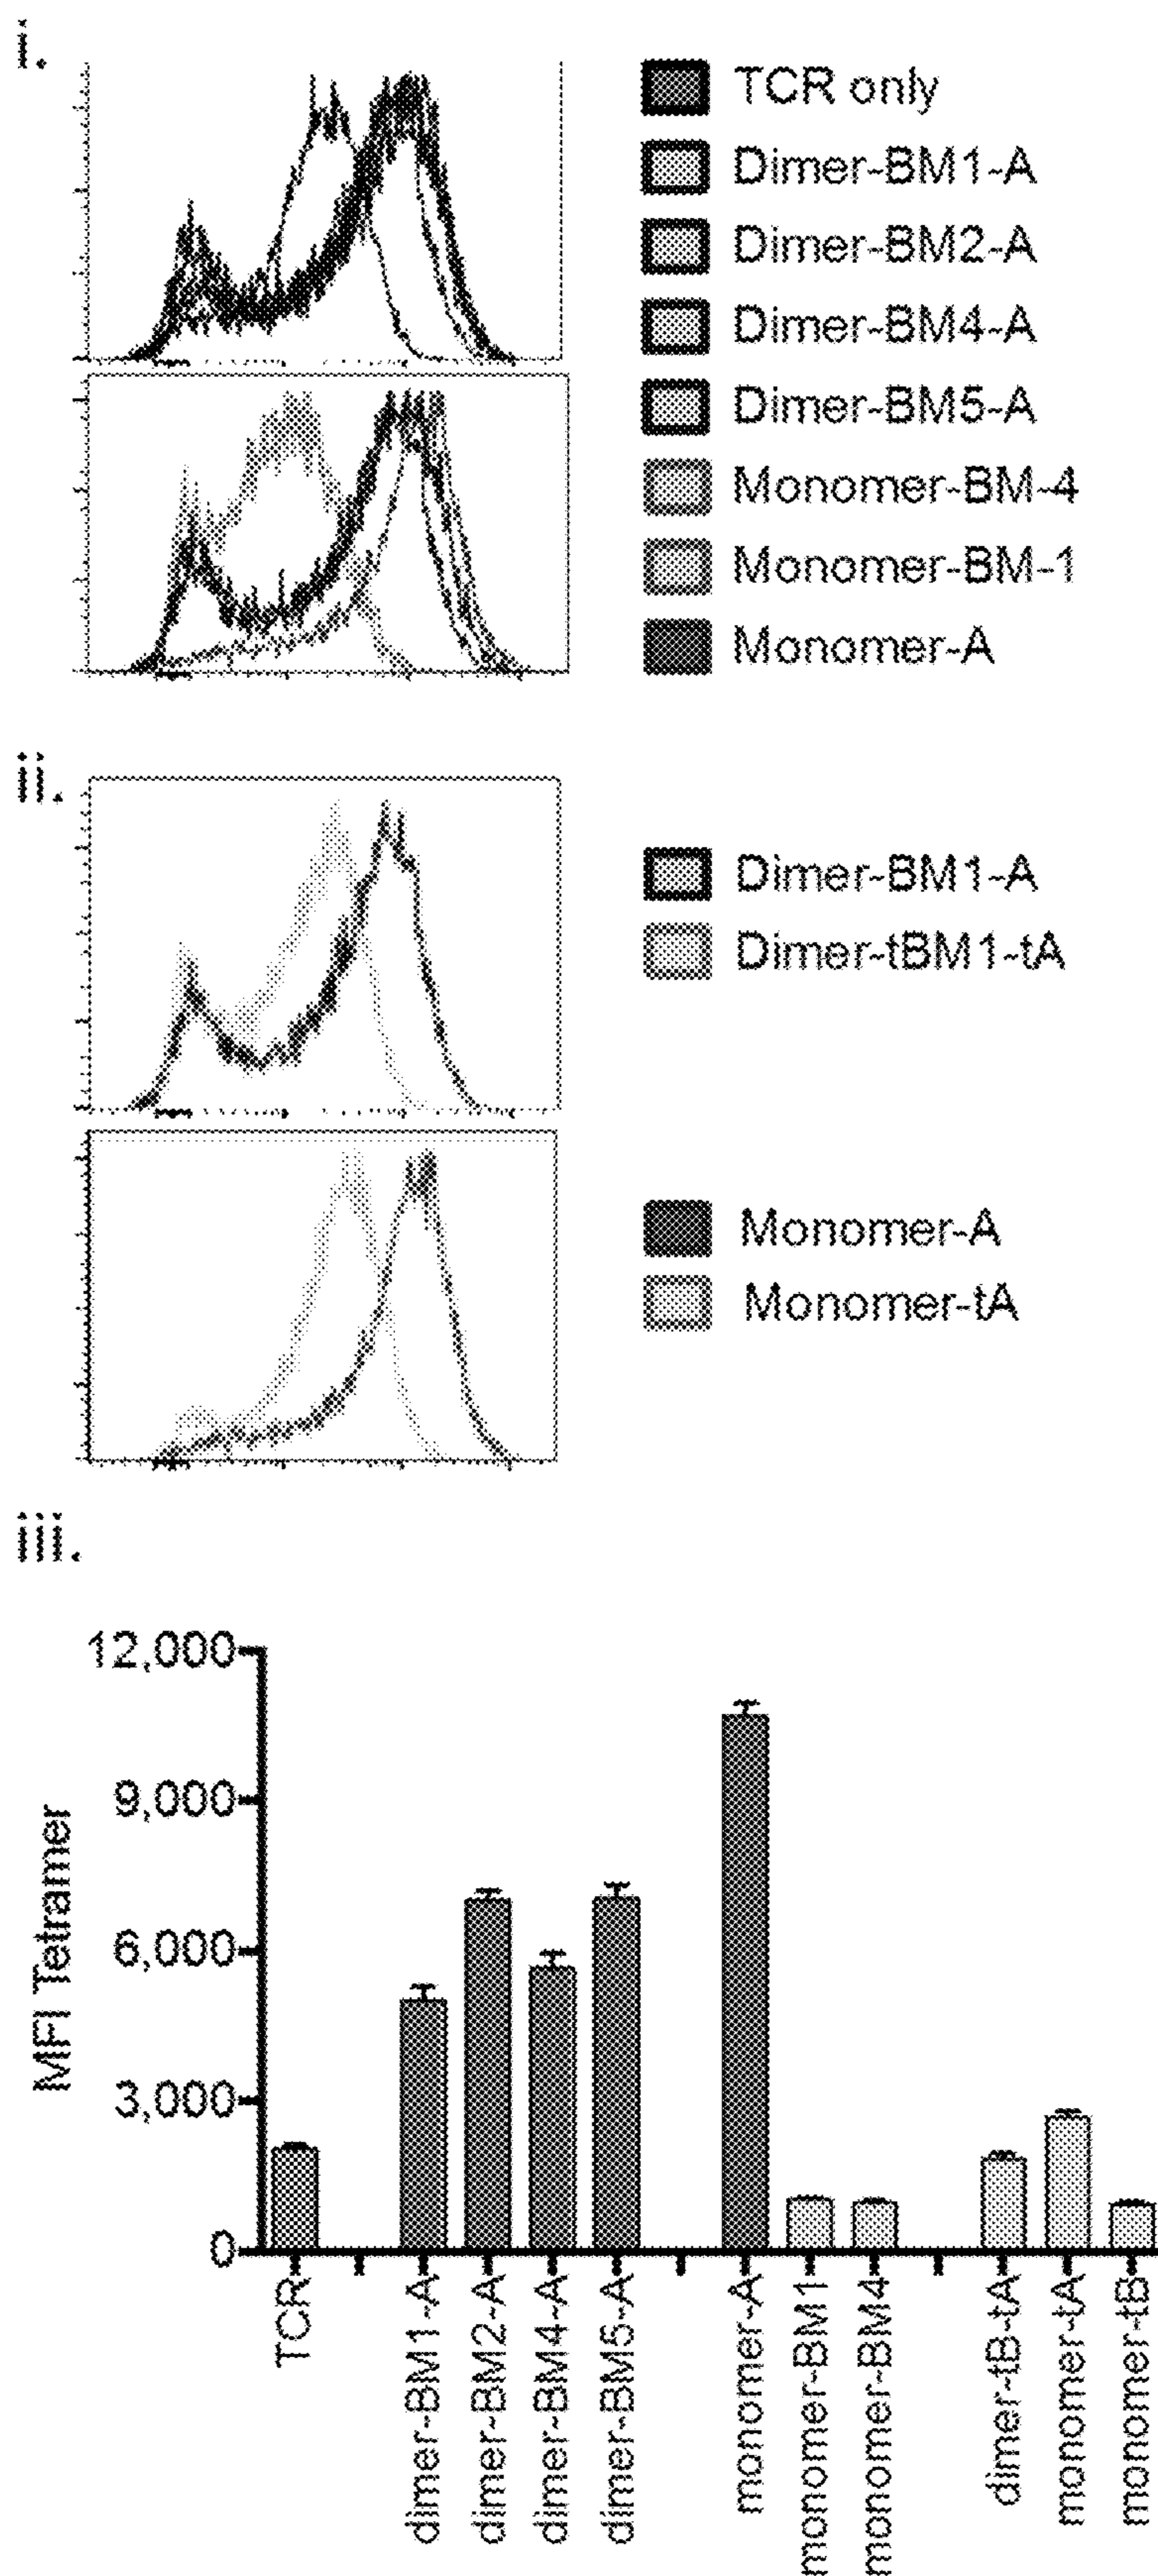 i.
TCR only
Dimer-BM1-A
Dimer-BM2-A
Dimer-BM4-A
Dimer-BM5-A
Monomer-BM-4
Monomer-BM-1
Monomer-A
ii.
Dimer-BM1-A
Dimer-tBM1-tA
Monomer-A
Monomer-tA
iii.
12,000
9,000
6,000
3,000
0
MFI Tetramer
TCR
dimer-BM1-A
dimer-BM2-A
dimer-BM4-A
dimer-BM5-A
monomer-A
monomer-BM1
monomer-BM4
dimer-tB-tA
monomer-tA
monomer-tB